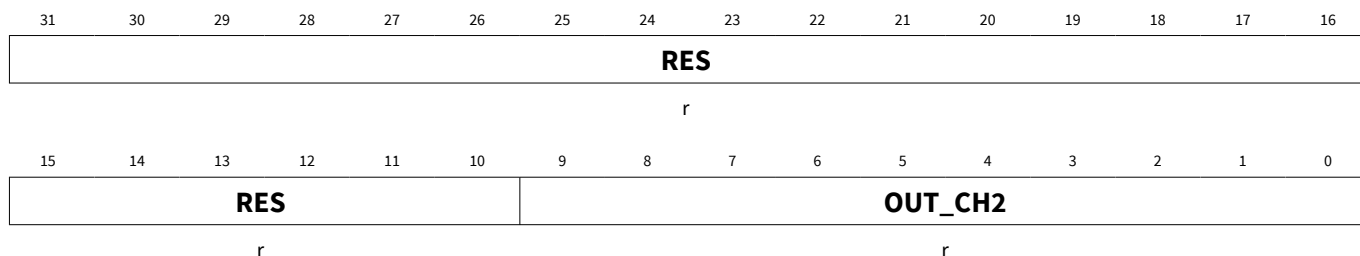 31 30 29 28 27 26 25 24 23 22 21 20 19 18 17 16
RES
r
15 14 13 12 11 10 9 8 7 6 5 4 3 2 1 0
RES OUT_CH2
r r